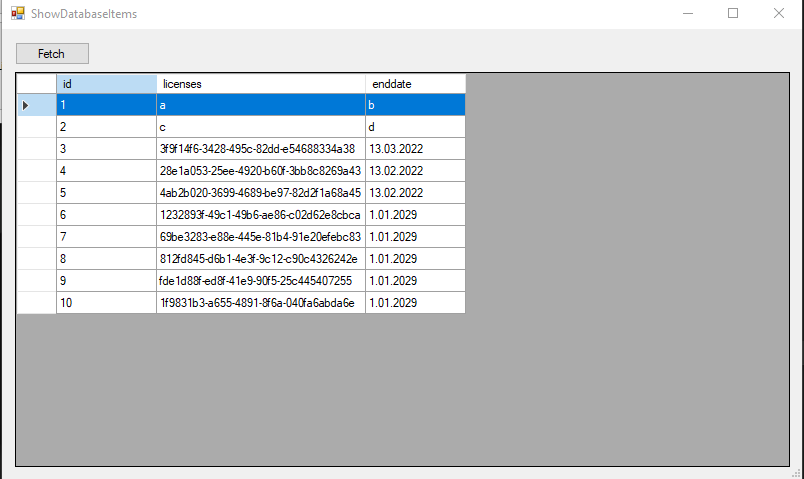 ShowDatabaseItems
Fetch
id licenses enddate
1 a b
2 c d
3 3f9f14f6-3428-495c-82dd-e54688334a38 13.03.2022
4 28e1a053-25ee-4920-b60f-3bb8c8269a43 13.02.2022
5 4ab2b020-3699-4689-be97-82d2f1a68a45 13.02.2022
6 1232893f-49c1-49b6-ae86-c02d62e8cbca 1.01.2029
7 69be3283-e88e-445e-81b4-91e20efebc83 1.01.2029
8 812fd845-d6b1-4e3f-9c12-c90c4326242e 1.01.2029
9 fde1d88f-ed8f-41e9-90f5-25c445407255 1.01.2029
10 1f9831b3-a655-4891-8f6a-040fa6abda6e 1.01.2029